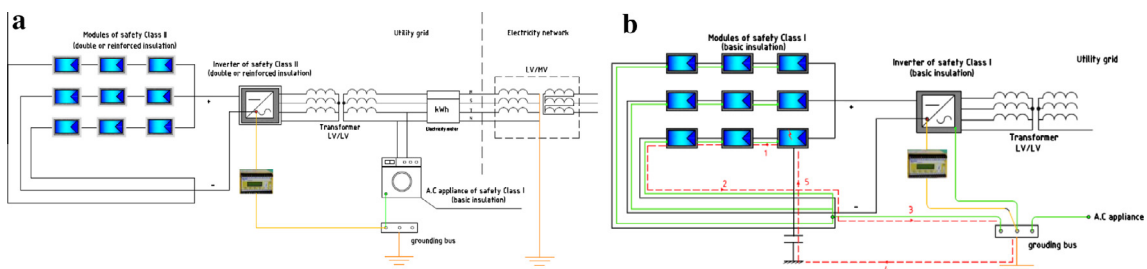 a
Modules of safety Class II
(double or reinforced insulation)
Inverter of safety Class II
(double or reinforced insulation)
Utility grid
Electricity network
LV/MV
+
-
Transformer
LV/LV
kWh
Electricity meter
A.C appliance of safety Class I
(basic insulation)
grounding bus
b
Modules of safety Class I
(basic insulation)
Inverter of safety Class I
(basic insulation)
Utility grid
+
-
Transformer
LV/LV
1
2
3
5
A.C appliance
grouding bus